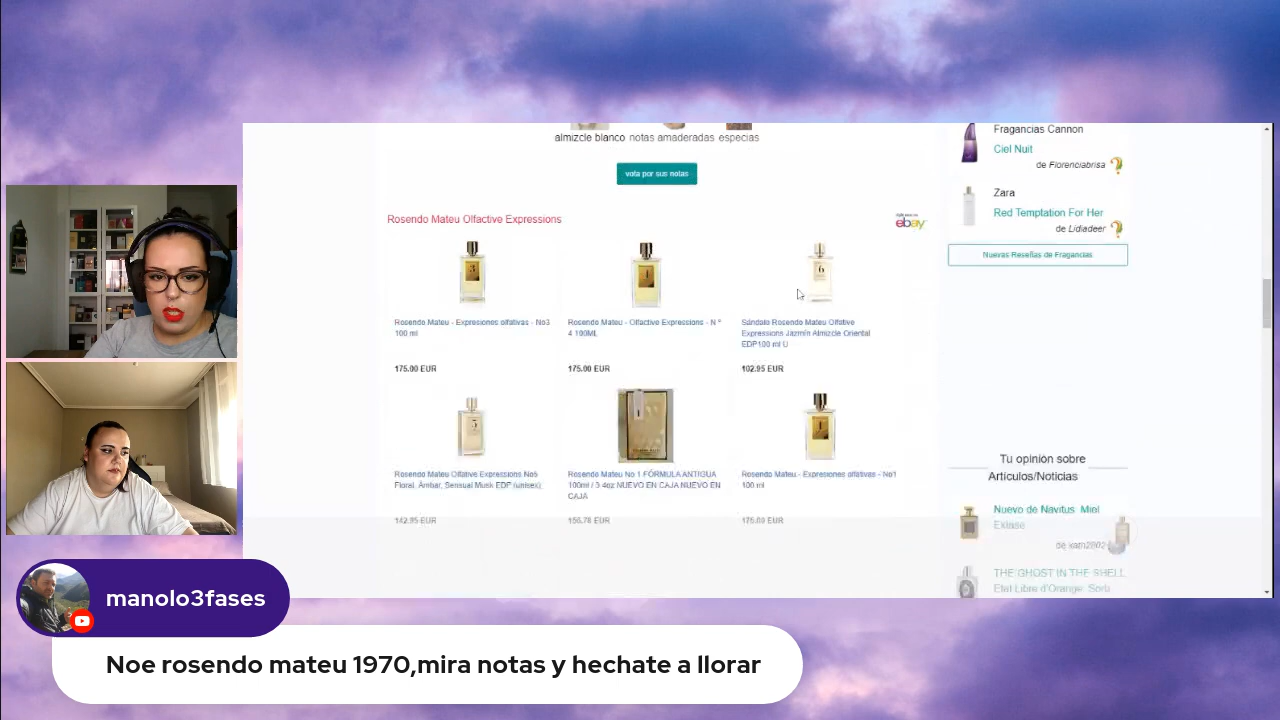 almizcle blanco notas amaderadas especias
vota por sus notas
Rosendo Mateu Olfactive Expressions
ebay
Rosendo Mateu - Expresiones olfativas - No3
100 ml
175.00 EUR
Rosendo Mateu - Olfactive Expressions - N °
4 100ML
175.00 EUR
Sándalo Rosendo Mateu Olfative
Expressions Jazmín Almizcle Oriental
EDP100 ml U
102.95 EUR
Rosendo Mateu Olfative Expressions No5
Floral, Ámbar, Sensual Musk EDP (unisex)
142.95 EUR
Rosendo Mateu No 1 FÓRMULA ANTIGUA
100ml / 3.4oz NUEVO EN CAJA NUEVO EN
CAJA
Rosendo Mateu - Expresiones olfativas - No1
100 ml
175.00 EUR
Fragancias Cannon
Ciel Nuit
de Florenciabrisa
Zara
Red Temptation For Her
de Lidiadeer
Nuevas Reseñas de Fragancias
Tu opinión sobre
Artículos/Noticias
Nuevo de Navitus: Miel
Extase
THE GHOST IN THE SHELL
manolo3fases
Noe rosendo mateu 1970,mira notas y hechate a llorar